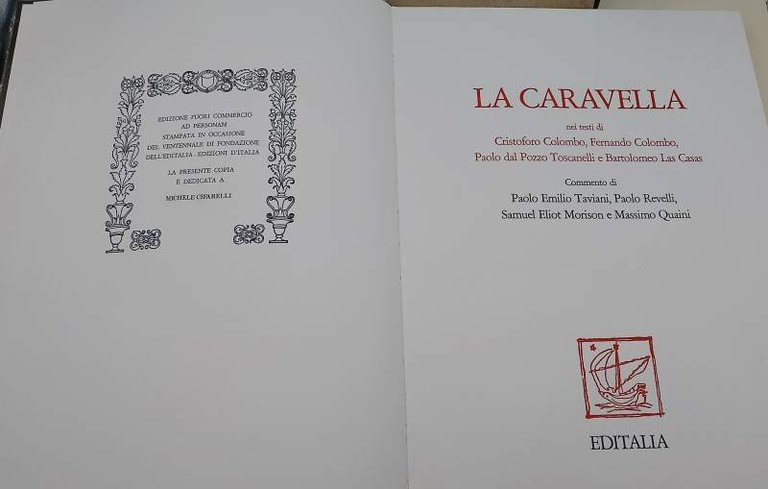 EDIZIONE FUORI COMMERCIO
AD PERSONAM
STAMPATA IN OCCASIONE
DEL VENTENNALE DI FONDAZIONE
DELL'EDITALIA - EDIZIONI D'ITALIA
LA PRESENTE COPIA
È DEDICATA A
MICHELE CIFARELLI
LA CARAVELLA
nei testi di
Cristoforo Colombo, Fernando Colombo,
Paolo dal Pozzo Toscanelli e Bartolomeo Las Casas
Commento di
Paolo Emilio Taviani, Paolo Revelli,
Samuel Eliot Morison e Massimo Quaini
EDITALIA